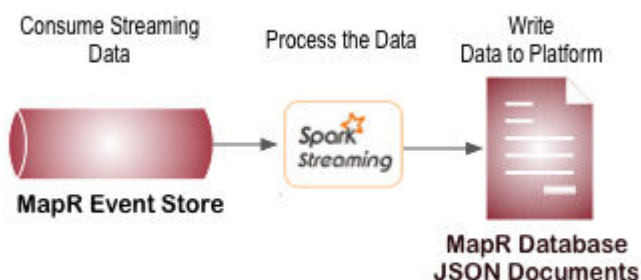 Consume Streaming
Data
Process the Data
Write
Data to Platform
Spark
Streaming
MapR Event Store
MapR Database
JSON Documents